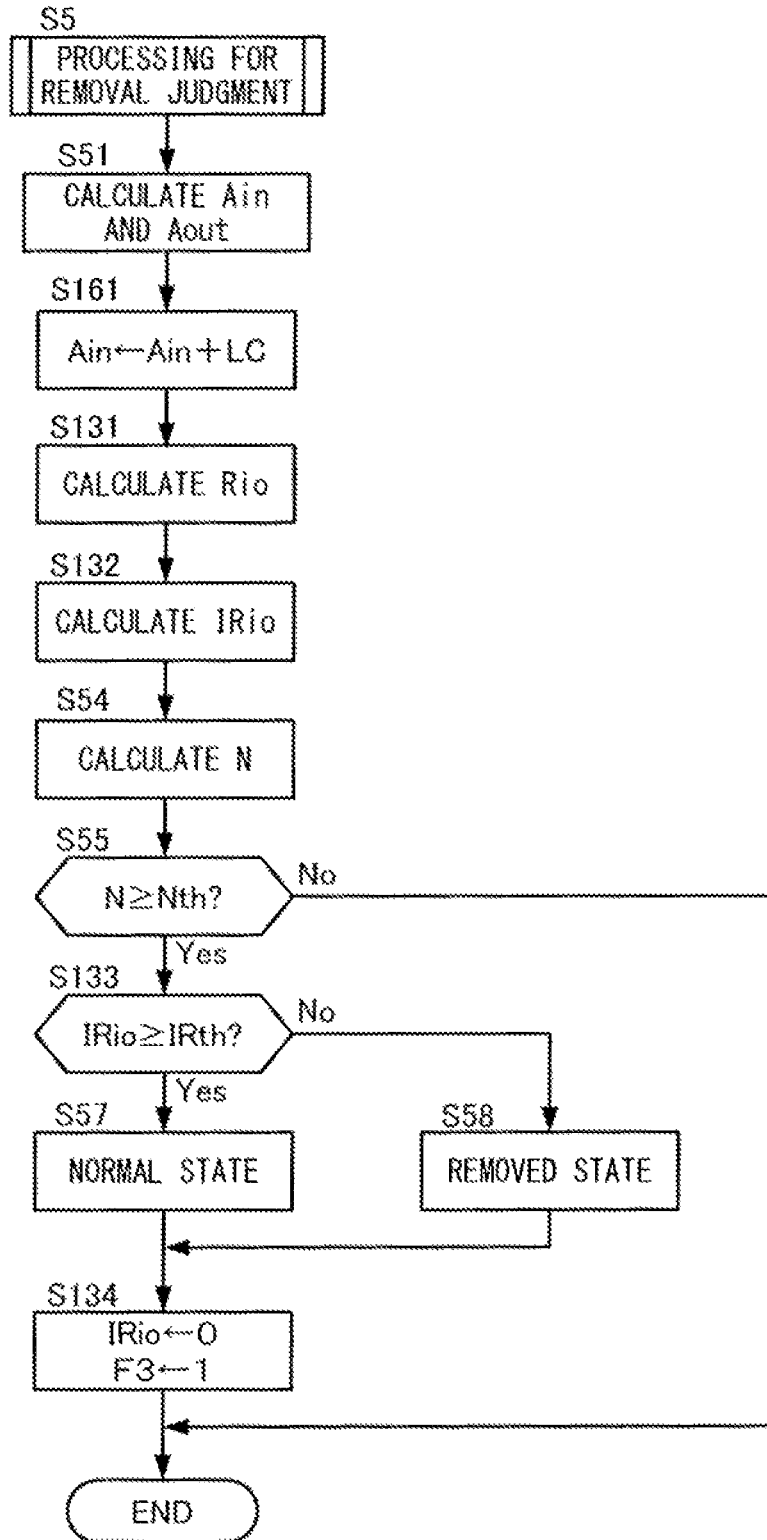 S5
PROCESSING FOR
REMOVAL JUDGMENT
S51
CALCULATE Ain
AND Aout
S161
Ain←Ain+LC
S131
CALCULATE Rio
S132
CALCULATE IRio
S54
CALCULATE N
S55
N≥Nth?
No
Yes
S133
IRio≥IRth?
No
Yes
S57
NORMAL STATE
S58
REMOVED STATE
S134
IRio←0
F3←1
END